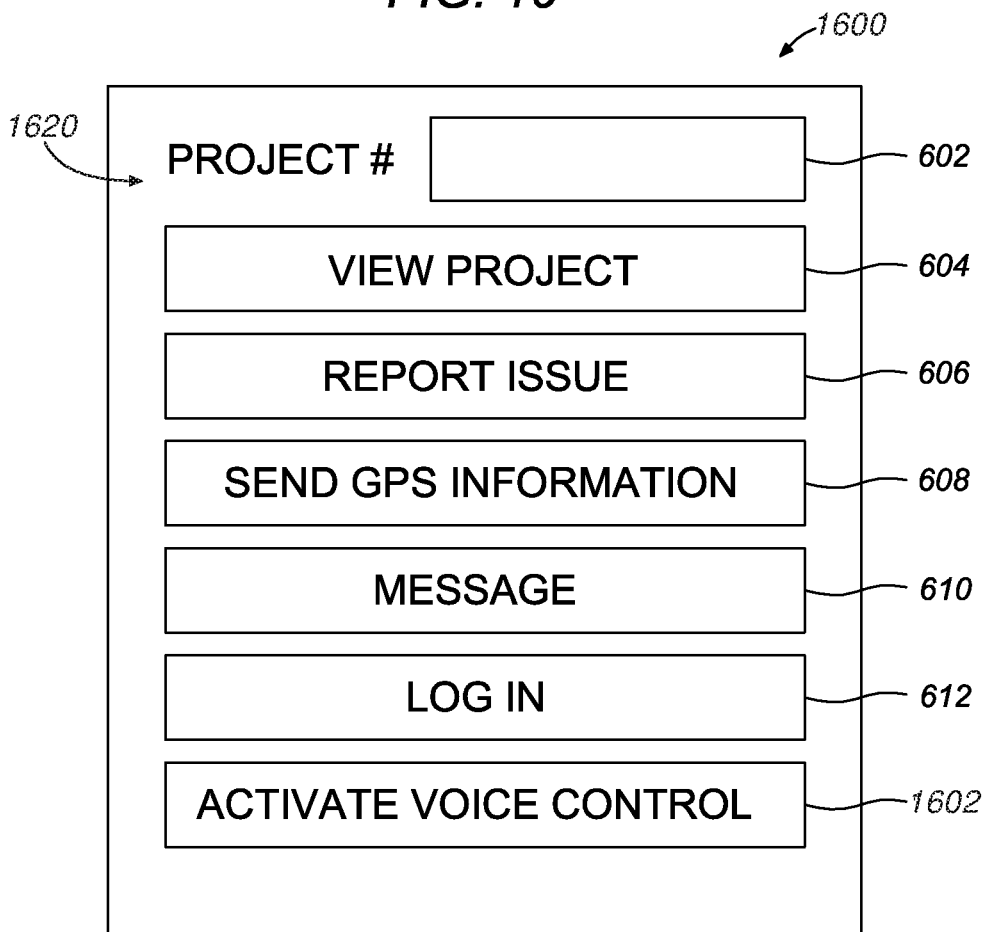 FIG.
1600
1620
PROJECT #
602
VIEW PROJECT
604
REPORT ISSUE
606
SEND GPS INFORMATION
608
MESSAGE
610
LOG IN
612
ACTIVATE VOICE CONTROL
1602